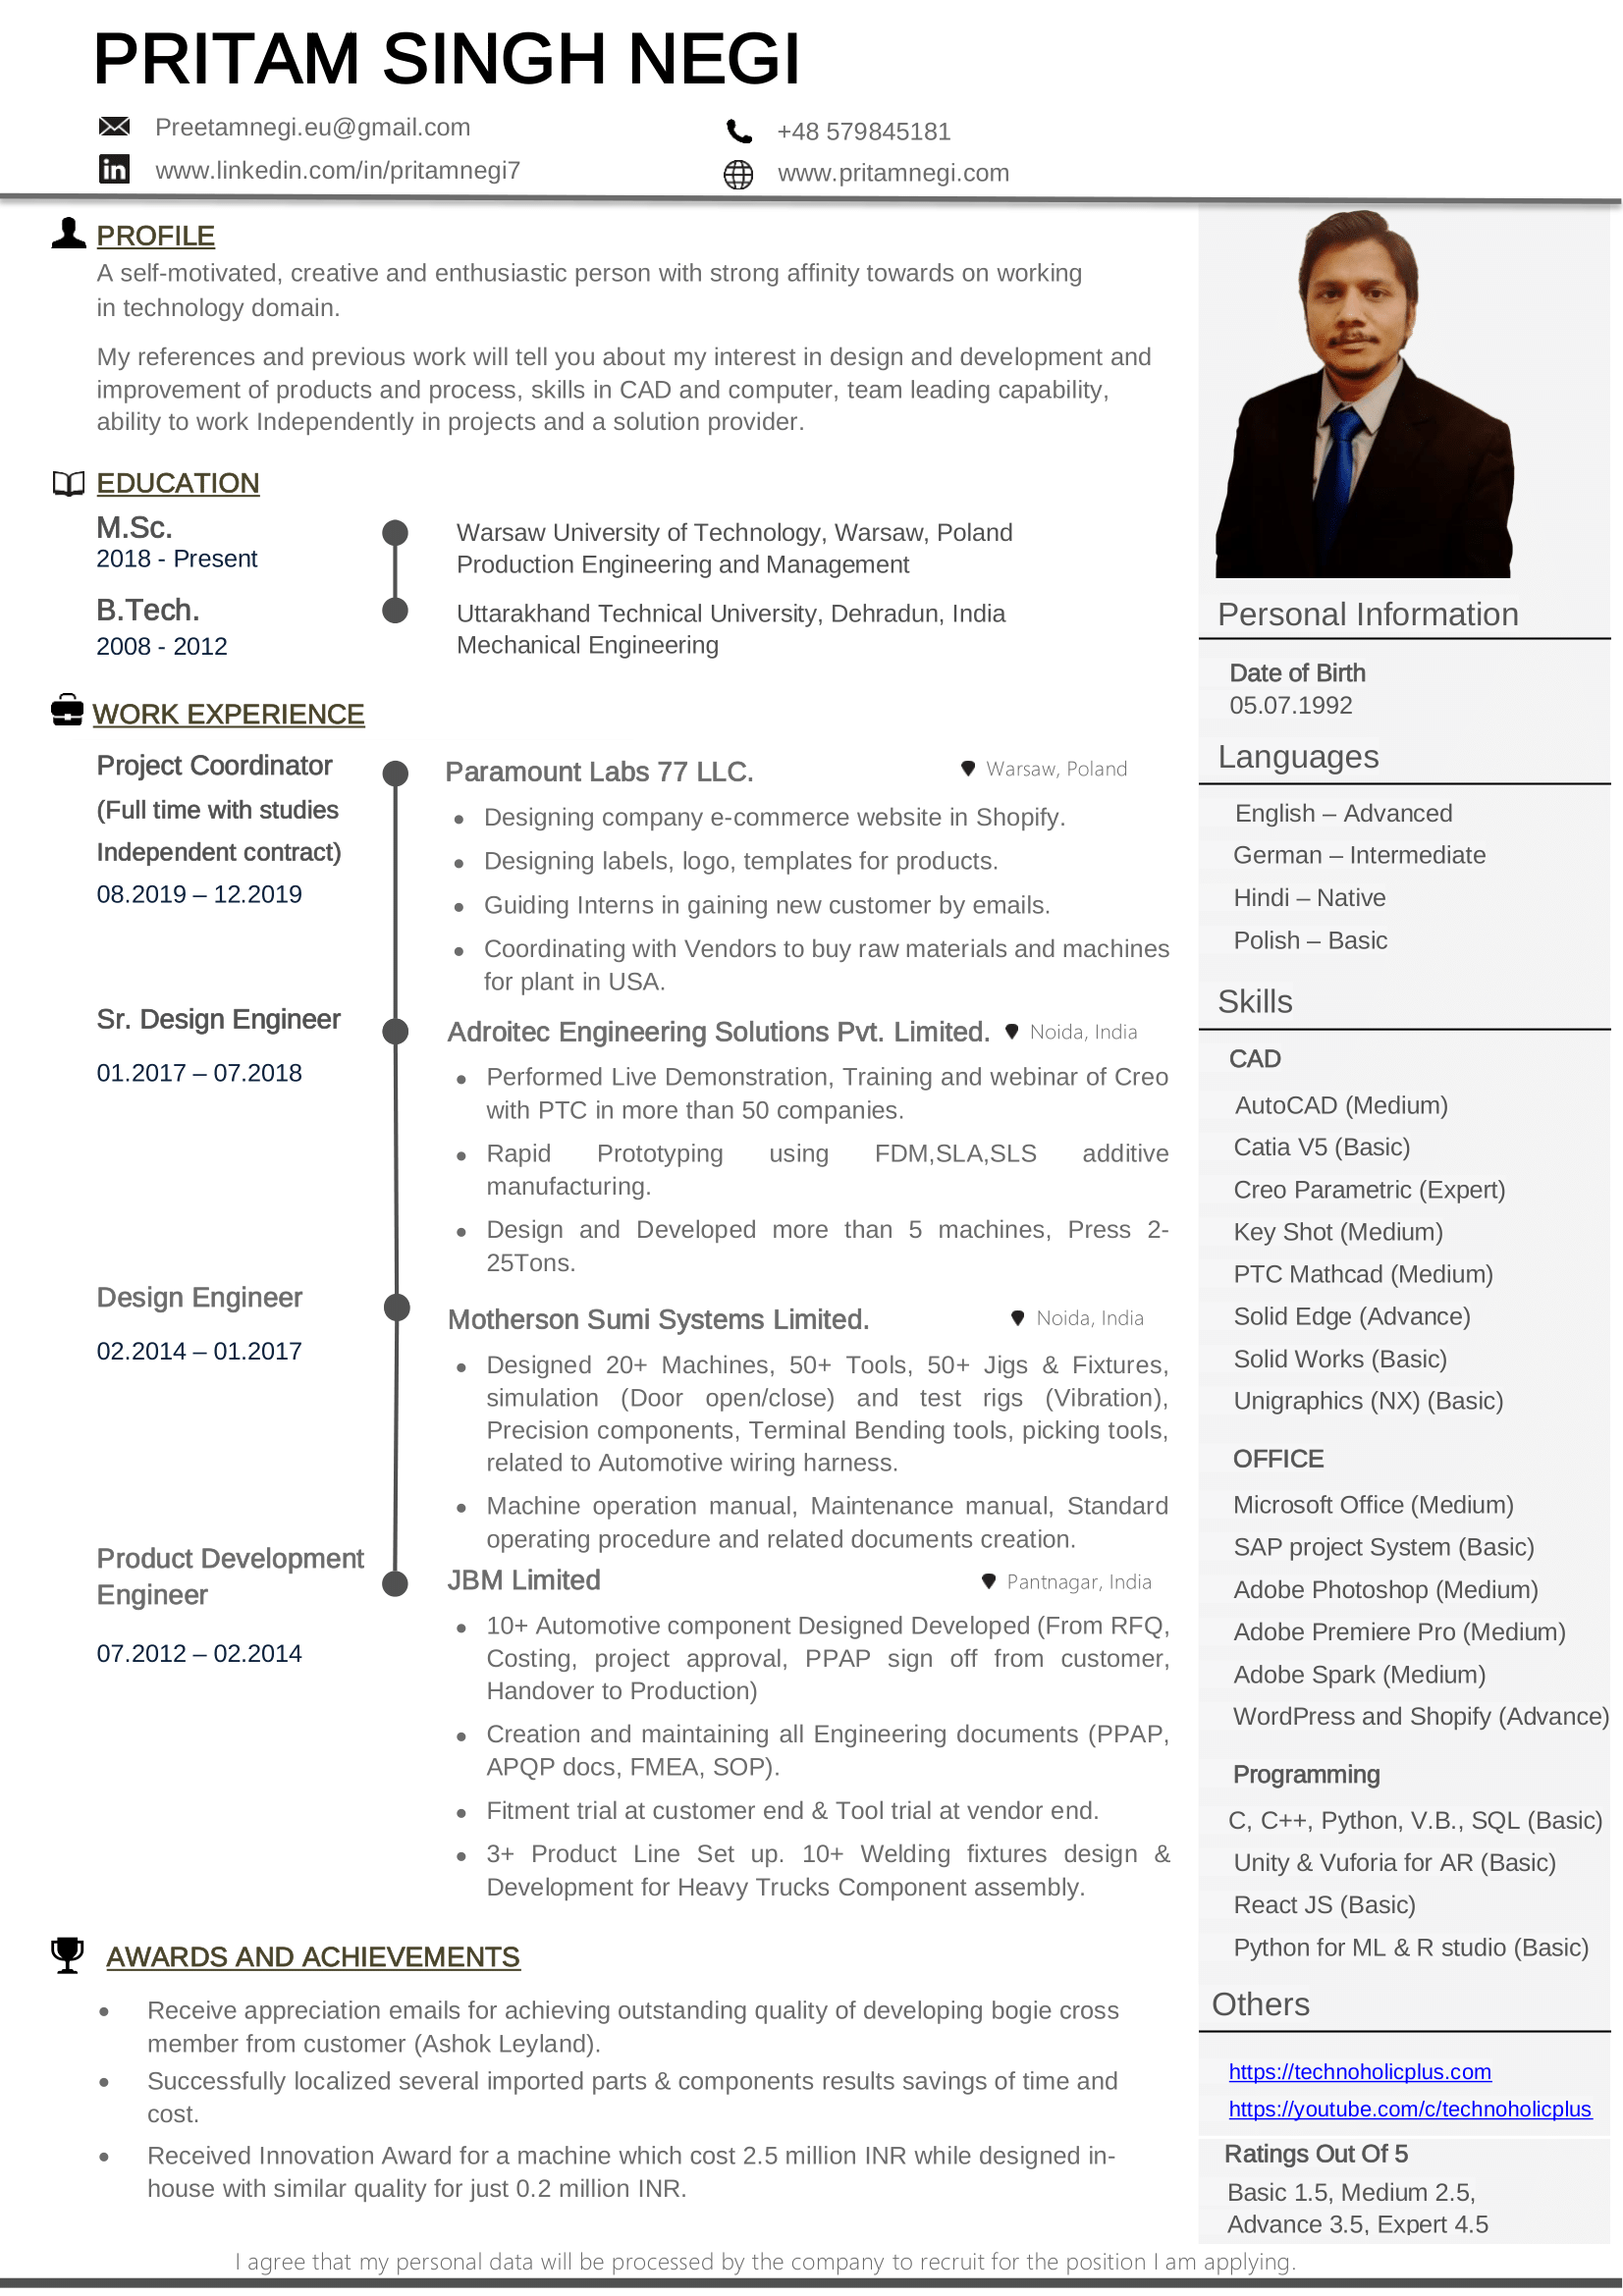 PRITAM SINGH NEGI
Preetamnegi.eu@gmail.com
+48 579845181
www.linkedin.com/in/pritamnegi7
www.pritamnegi.com
PROFILE
A self-motivated, creative and enthusiastic person with strong affinity towards on working
in technology domain.
My references and previous work will tell you about my interest in design and development and
improvement of products and process, skills in CAD and computer, team leading capability,
ability to work Independently in projects and a solution provider.
EDUCATION
M.Sc.
2018 - Present
Warsaw University of Technology, Warsaw, Poland
Production Engineering and Management
B.Tech.
2008 - 2012
Uttarakhand Technical University, Dehradun, India
Mechanical Engineering
WORK EXPERIENCE
Project Coordinator
(Full time with studies
Independent contract)
08.2019 – 12.2019
Paramount Labs 77 LLC.
Warsaw, Poland
• Designing company e-commerce website in Shopify.
• Designing labels, logo, templates for products.
• Guiding Interns in gaining new customer by emails.
• Coordinating with Vendors to buy raw materials and machines
for plant in USA.
Sr. Design Engineer
01.2017 – 07.2018
Adroitec Engineering Solutions Pvt. Limited.
Noida, India
• Performed Live Demonstration, Training and webinar of Creo
with PTC in more than 50 companies.
• Rapid Prototyping using FDM,SLA,SLS additive
manufacturing.
• Design and Developed more than 5 machines, Press 2-
25Tons.
Design Engineer
02.2014 – 01.2017
Motherson Sumi Systems Limited.
Noida, India
• Designed 20+ Machines, 50+ Tools, 50+ Jigs & Fixtures,
simulation (Door open/close) and test rigs (Vibration),
Precision components, Terminal Bending tools, picking tools,
related to Automotive wiring harness.
• Machine operation manual, Maintenance manual, Standard
operating procedure and related documents creation.
Product Development
Engineer
07.2012 – 02.2014
JBM Limited
Pantnagar, India
• 10+ Automotive component Designed Developed (From RFQ,
Costing, project approval, PPAP sign off from customer,
Handover to Production)
• Creation and maintaining all Engineering documents (PPAP,
APQP docs, FMEA, SOP).
• Fitment trial at customer end & Tool trial at vendor end.
• 3+ Product Line Set up. 10+ Welding fixtures design &
Development for Heavy Trucks Component assembly.
AWARDS AND ACHIEVEMENTS
• Receive appreciation emails for achieving outstanding quality of developing bogie cross
member from customer (Ashok Leyland).
• Successfully localized several imported parts & components results savings of time and
cost.
• Received Innovation Award for a machine which cost 2.5 million INR while designed in-
house with similar quality for just 0.2 million INR.
Personal Information
Date of Birth
05.07.1992
Languages
English – Advanced
German – Intermediate
Hindi – Native
Polish – Basic
Skills
CAD
AutoCAD (Medium)
Catia V5 (Basic)
Creo Parametric (Expert)
Key Shot (Medium)
PTC Mathcad (Medium)
Solid Edge (Advance)
Solid Works (Basic)
Unigraphics (NX) (Basic)
OFFICE
Microsoft Office (Medium)
SAP project System (Basic)
Adobe Photoshop (Medium)
Adobe Premiere Pro (Medium)
Adobe Spark (Medium)
WordPress and Shopify (Advance)
Programming
C, C++, Python, V.B., SQL (Basic)
Unity & Vuforia for AR (Basic)
React JS (Basic)
Python for ML & R studio (Basic)
Others
https://technoholicplus.com
https://youtube.com/c/technoholicplus
Ratings Out Of 5
Basic 1.5, Medium 2.5,
Advance 3.5, Expert 4.5
I agree that my personal data will be processed by the company to recruit for the position I am applying.